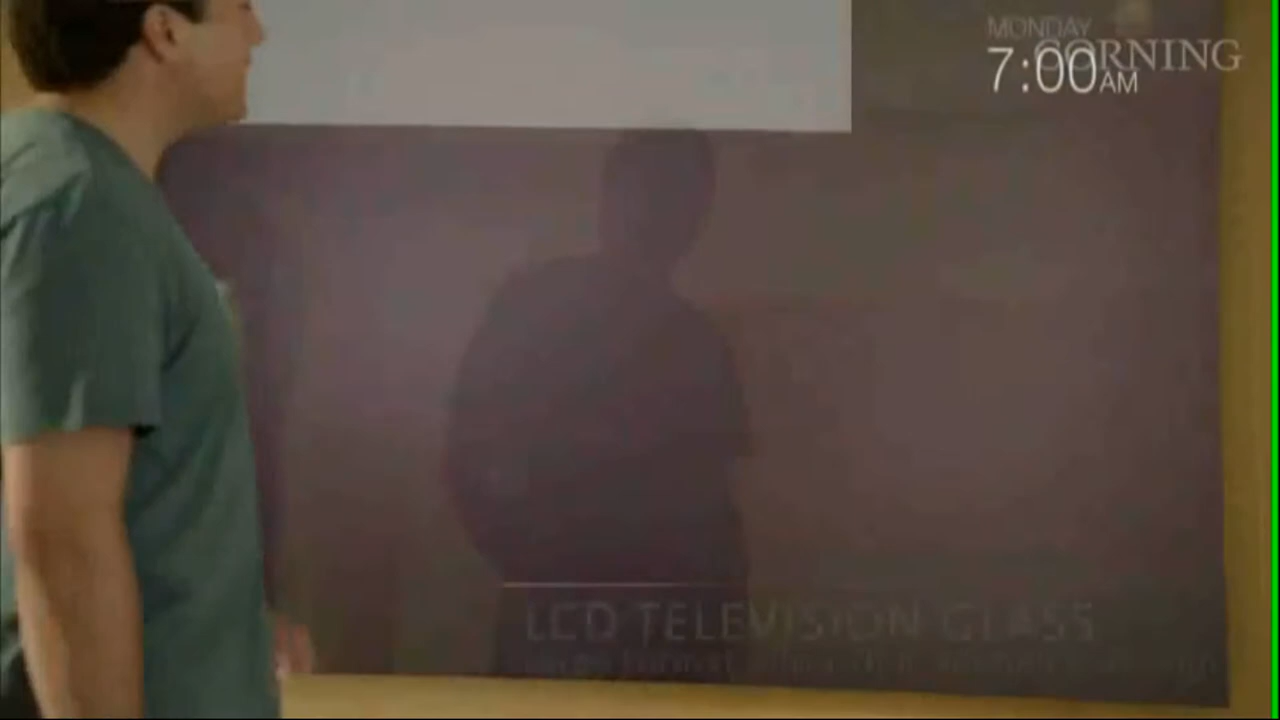 MONDAY
CORNING
7:00AM
LCD TELEVISION GLASS